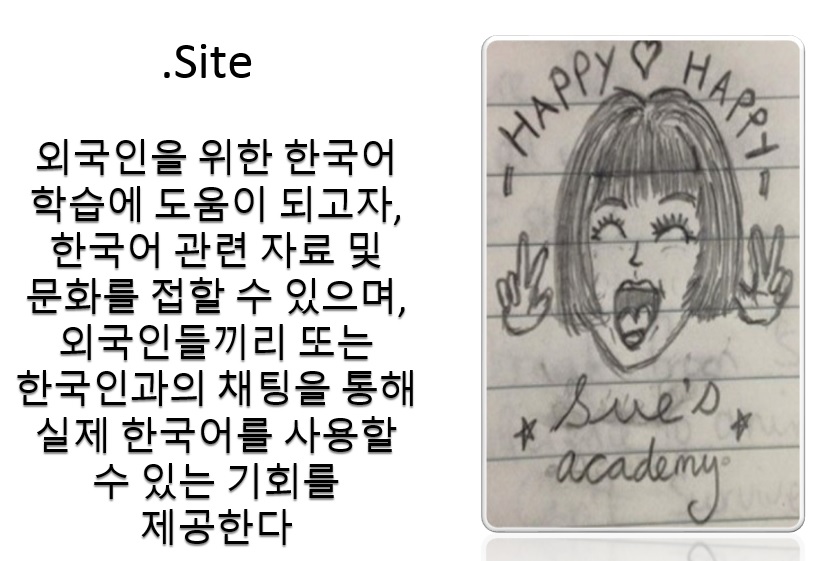 .Site
외국인을 위한 한국어
학습에 도움이 되고자,
한국어 관련 자료 및
문화를 접할 수 있으며,
외국인들끼리 또는
한국인과의 채팅을 통해
실제 한국어를 사용할
수 있는 기회를
제공한다
HAPPY ♡ HAPPY
Sue's
academy